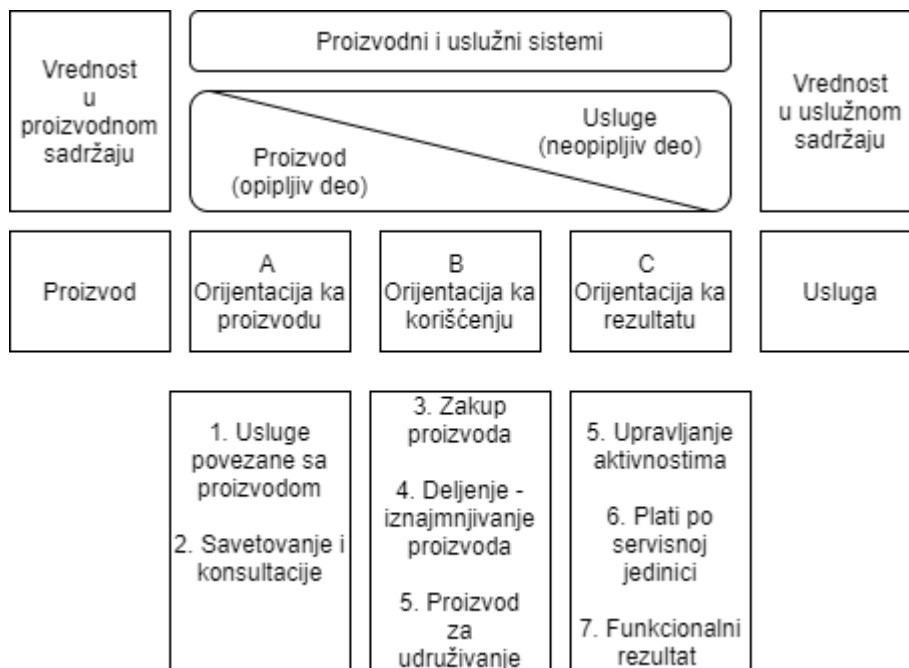 Vrednost
u
proizvodnom
sadržaju
Proizvodni i uslužni sistemi
Proizvod
(opipljiv deo)
Usluge
(neopipljiv deo)
Vrednost
u uslužnom
sadržaju
Proizvod
A
Orijentacija ka
proizvodu
B
Orijentacija ka
korišćenju
C
Orijentacija ka
rezultatu
Usluga
1. Usluge
povezane sa
proizvodom
2. Savetovanje i
konsultacije
3. Zakup
proizvoda
4. Deljenje -
iznajmnjivanje
proizvoda
5. Proizvod
za
udruživanje
5. Upravljanje
aktivnostima
6. Plati po
servisnoj
jedinici
7. Funkcionalni
rezultat